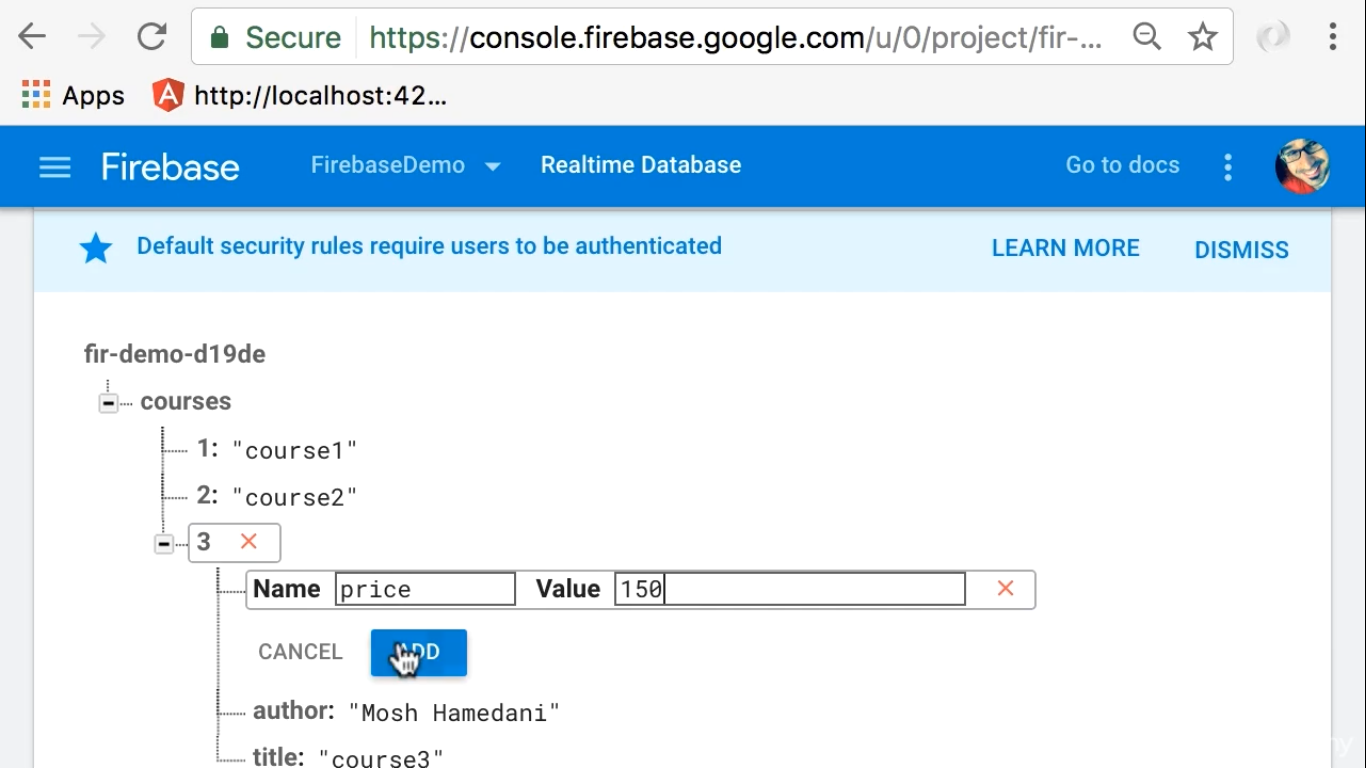 Secure https://console.firebase.google.com/u/0/project/fir-...
Apps http://localhost:42...
Firebase FirebaseDemo Realtime Database Go to docs
Default security rules require users to be authenticated LEARN MORE DISMISS
fir-demo-d19de
courses
1: "course1"
2: "course2"
3
Name price Value 150
CANCEL ADD
author: "Mosh Hamedani"
title: "course3"